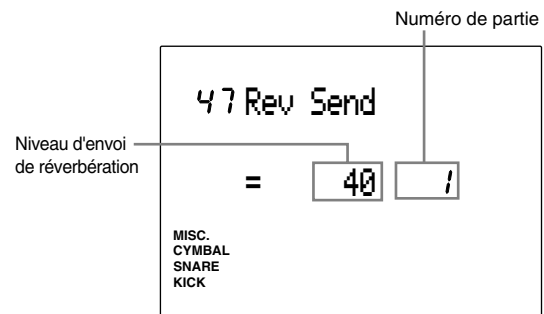 Numéro de partie
47 Rev Send
Niveau d'envoi
de réverbération
= 40 1
MISC.
CYMBAL
SNARE
KICK